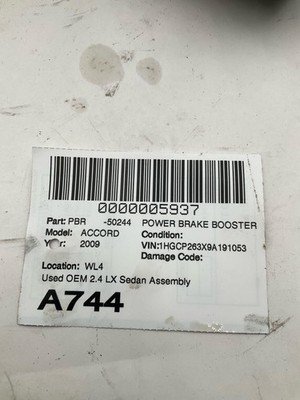 0000005937
Part: PBR -50244 POWER BRAKE BOOSTER
Model: ACCORD Condition:
Year: 2009 VIN:1HGCP263X9A191053
Damage Code:
Location: WL4
Used OEM 2.4 LX Sedan Assembly
A744